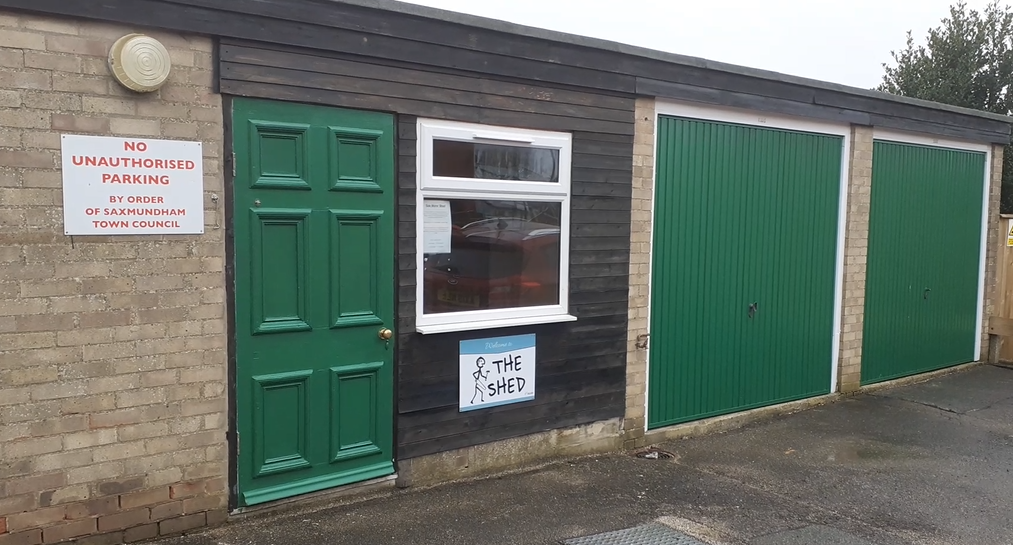 NO
UNAUTHORISED
PARKING
BY ORDER
OF SAXMUNDHAM
TOWN COUNCIL
Welcome to
THE
SHED